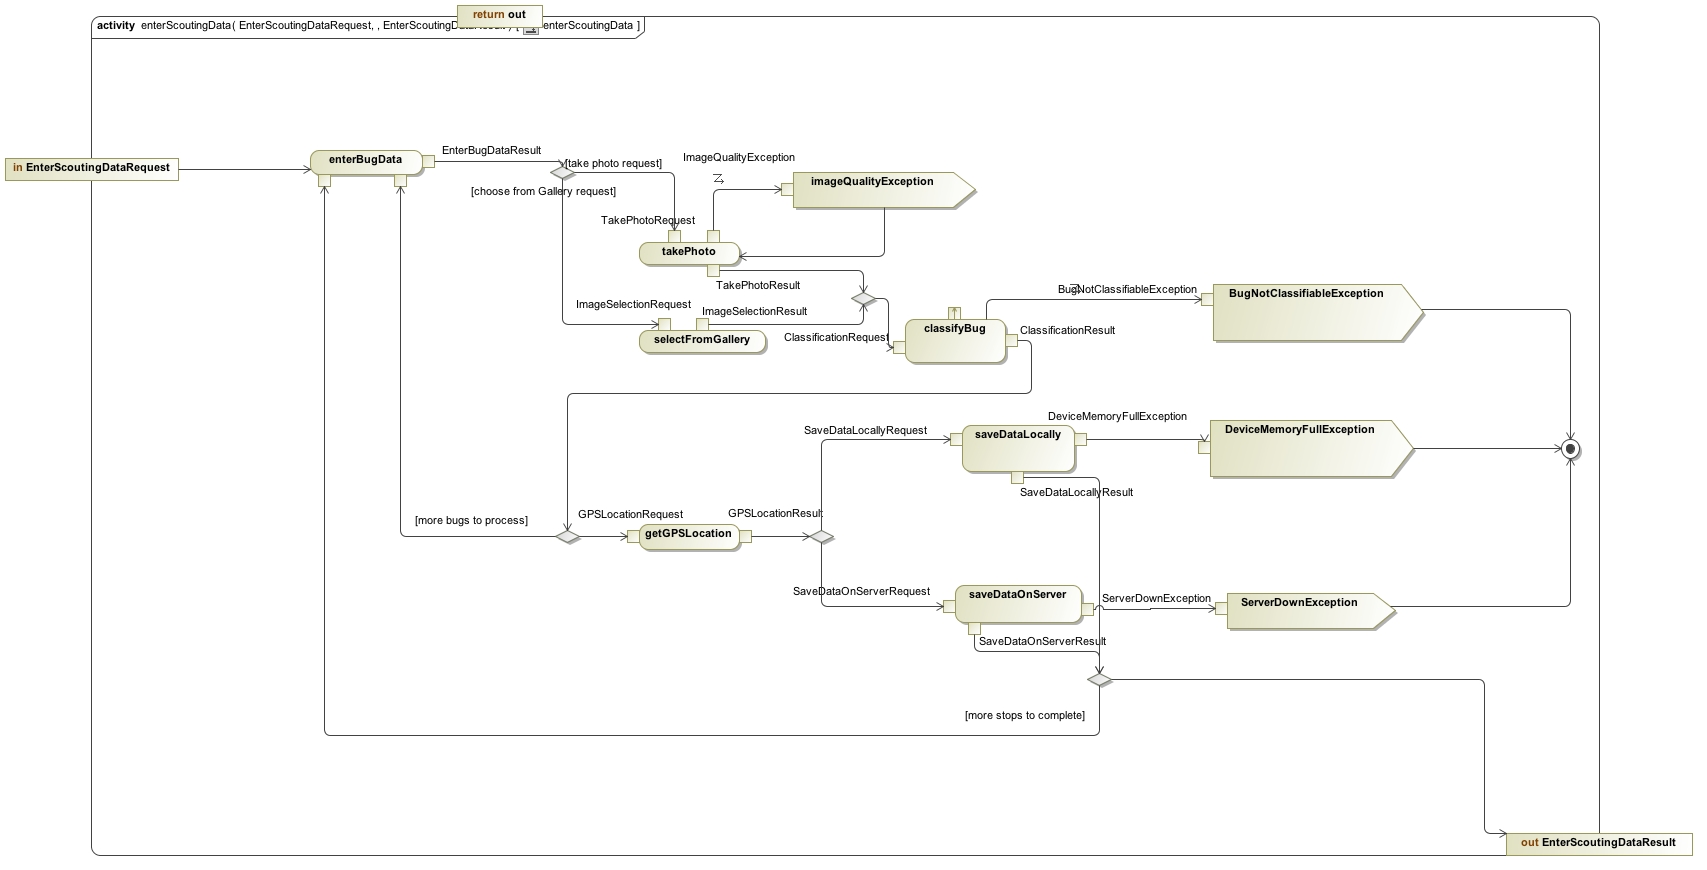 return out
activity enterScoutingData( EnterScoutingDataRequest, , EnterScoutingDataResult ) [ enterScoutingData ]
in EnterScoutingDataRequest
enterBugData
EnterBugDataResult
[take photo request]
[choose from Gallery request]
ImageQualityException
imageQualityException
TakePhotoRequest
takePhoto
TakePhotoResult
ImageSelectionRequest
ImageSelectionResult
selectFromGallery
ClassificationRequest
classifyBug
ClassificationResult
BugNotClassifiableException
BugNotClassifiableException
DeviceMemoryFullException
SaveDataLocallyRequest
saveDataLocally
DeviceMemoryFullException
SaveDataLocallyResult
[more bugs to process]
GPSLocationRequest
getGPSLocation
GPSLocationResult
SaveDataOnServerRequest
saveDataOnServer
ServerDownException
ServerDownException
SaveDataOnServerResult
[more stops to complete]
out EnterScoutingDataResult